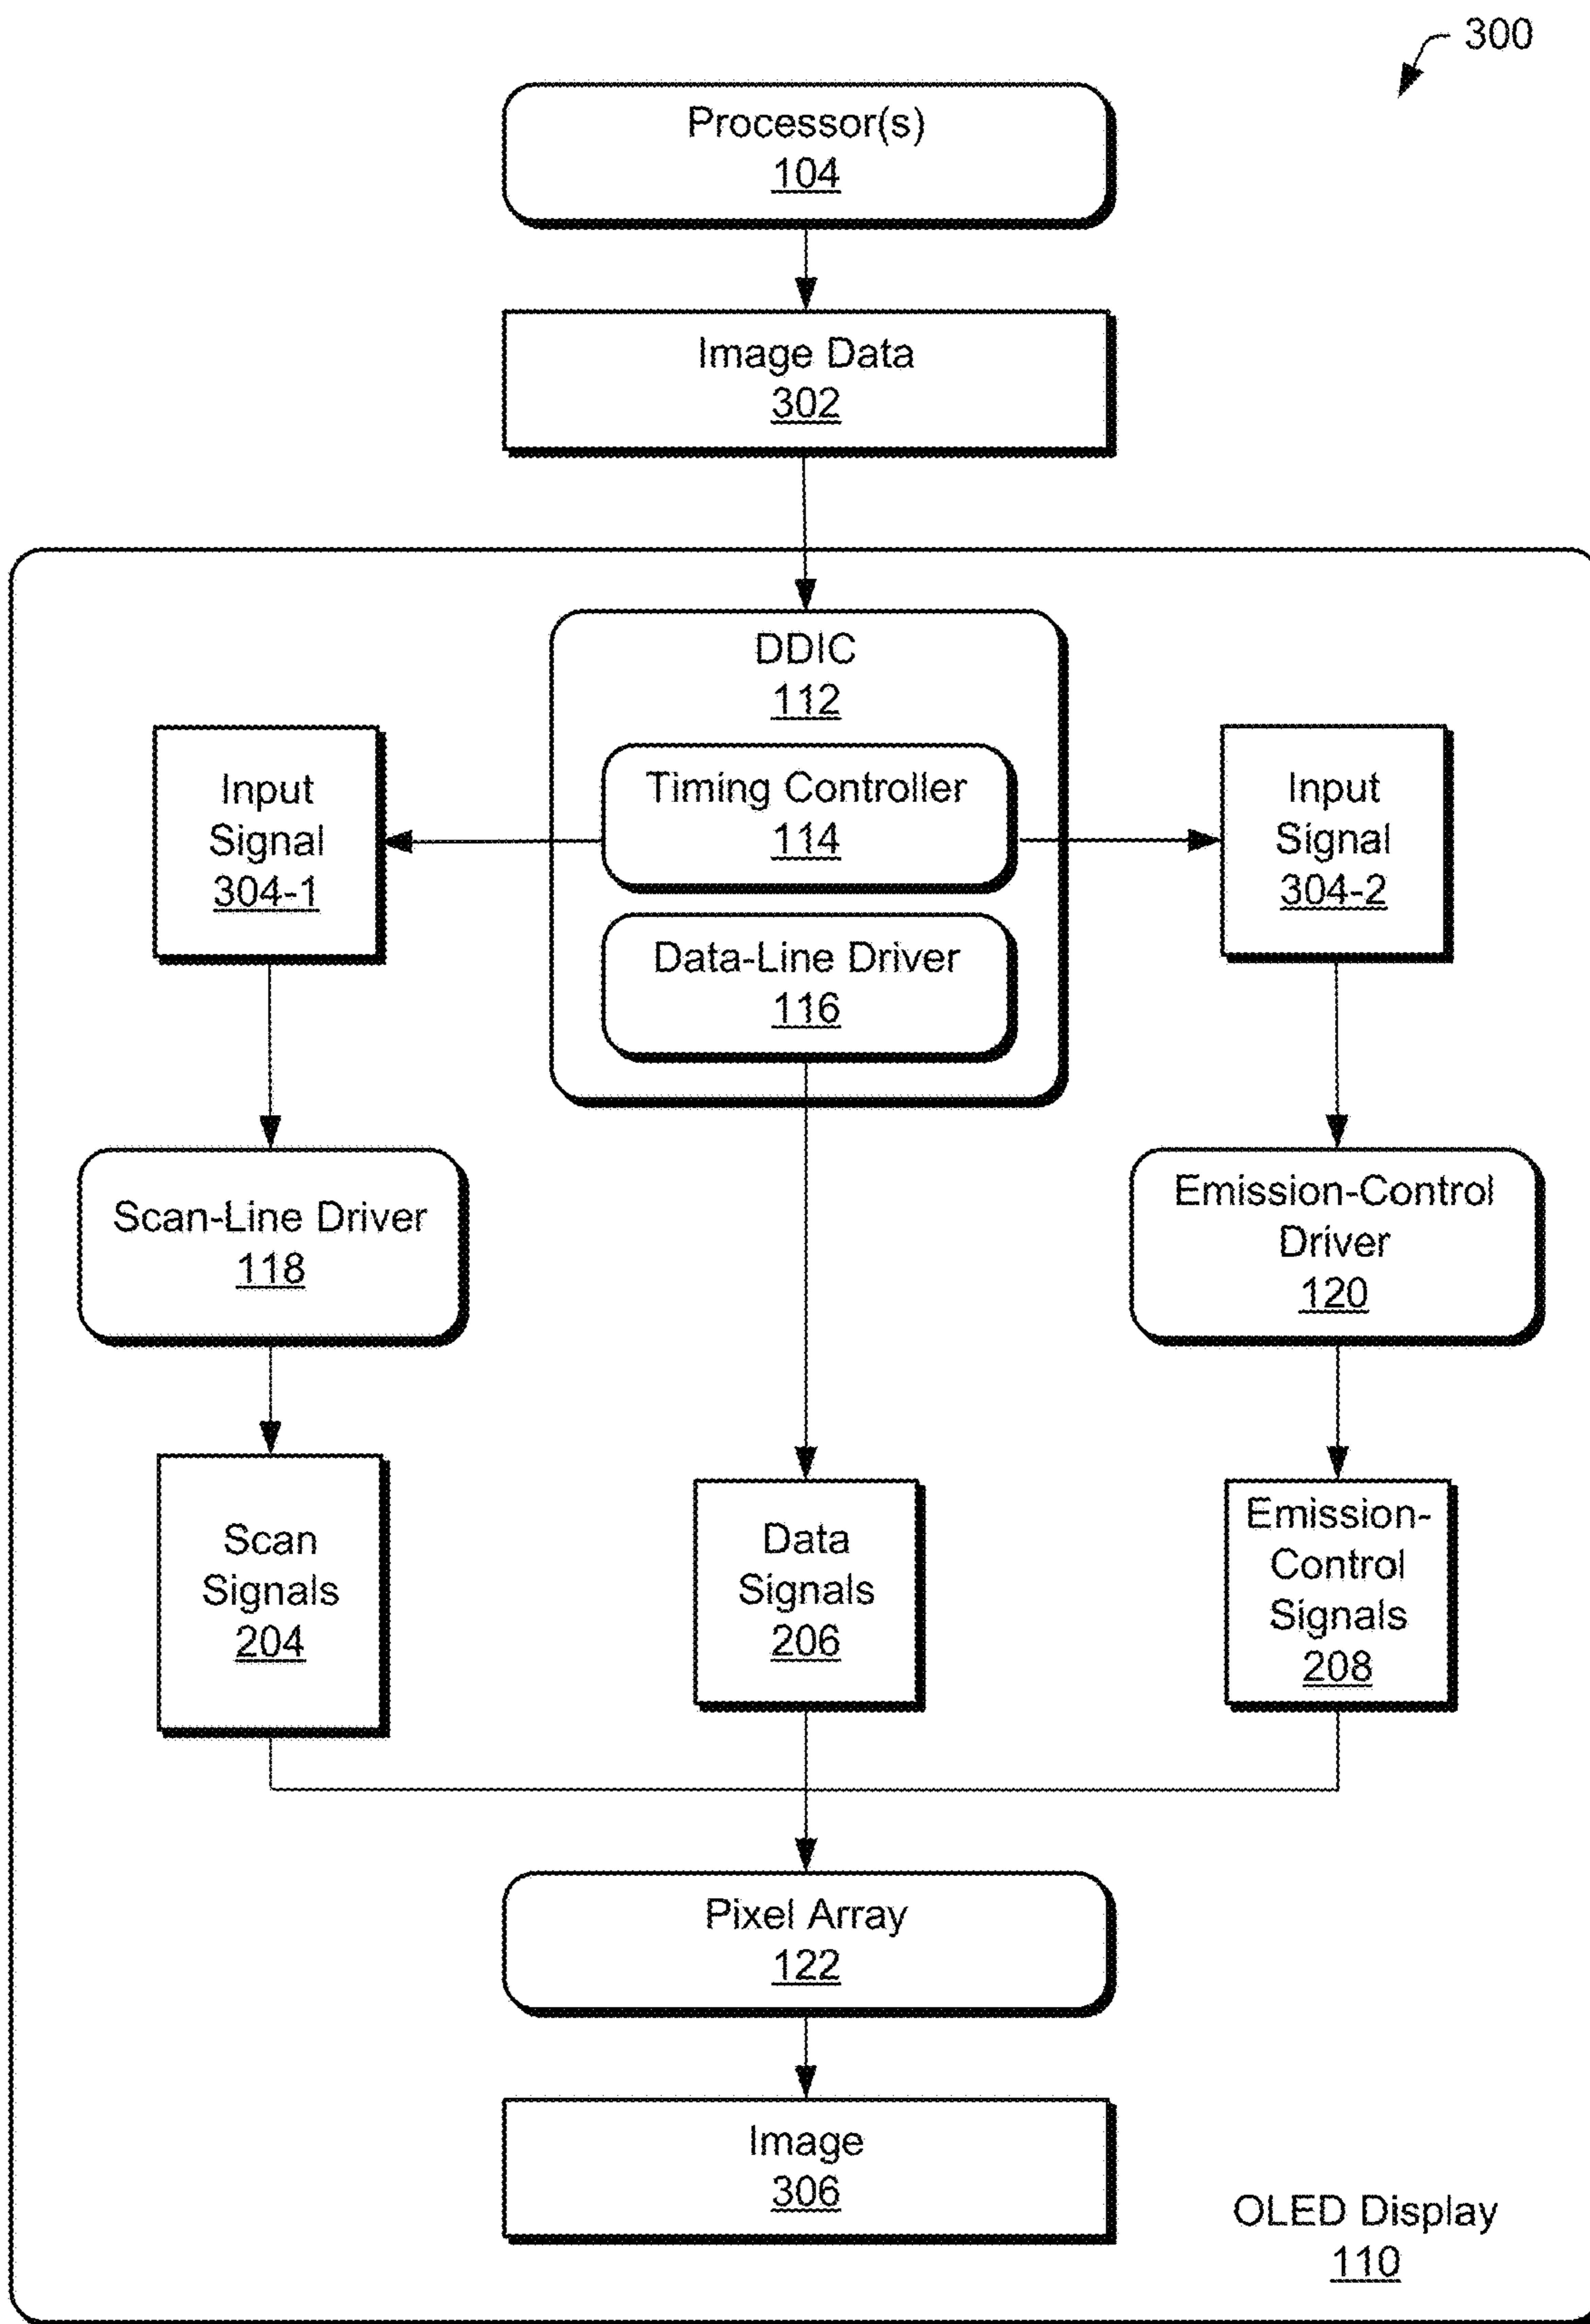 300
Processor(s)
104
Image Data
302
DDIC
112
Timing Controller
114
Data-Line Driver
116
Input
Signal
304-1
Input
Signal
304-2
Scan-Line Driver
118
Emission-Control
Driver
120
Scan
Signals
204
Data
Signals
206
Emission-
Control
Signals
208
Pixel Array
122
Image
306
OLED Display
110